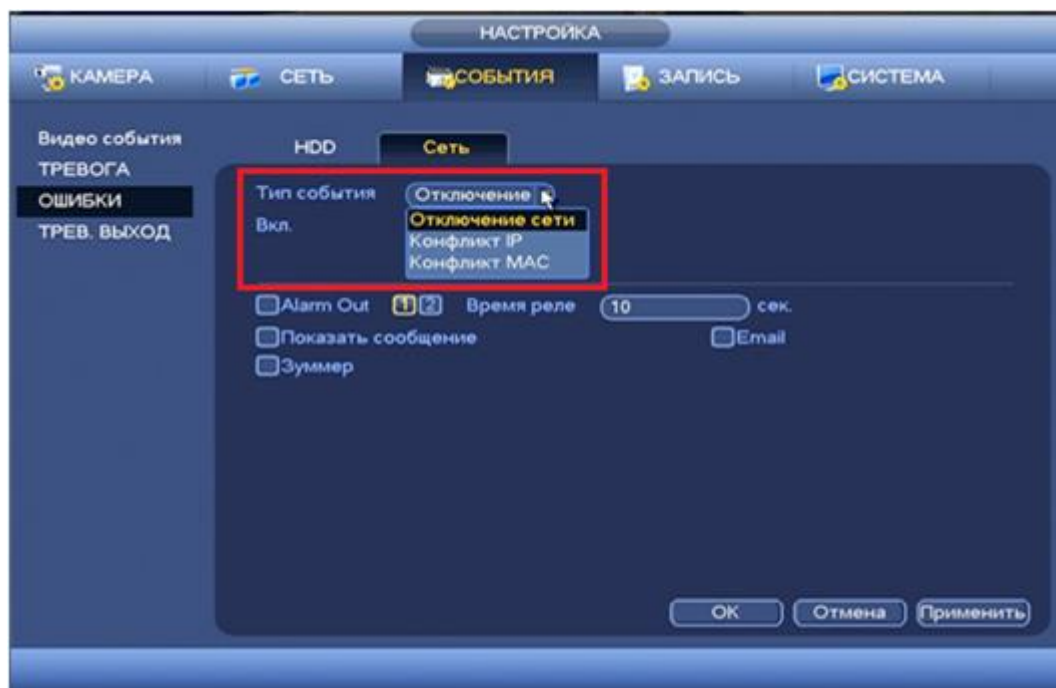 НАСТРОЙКА
КАМЕРА СЕТЬ СОБЫТИЯ ЗАПИСЬ СИСТЕМА
Видео события
ТРЕВОГА
ОШИБКИ
ТРЕВ. ВЫХОД
HDD Сеть
Тип события Отключение
Вкл. Отключение сети
Конфликт IP
Конфликт MAC
Alarm Out 1 2 Время реле 10 сек.
Показать сообщение Email
Зуммер
OK Отмена Применить